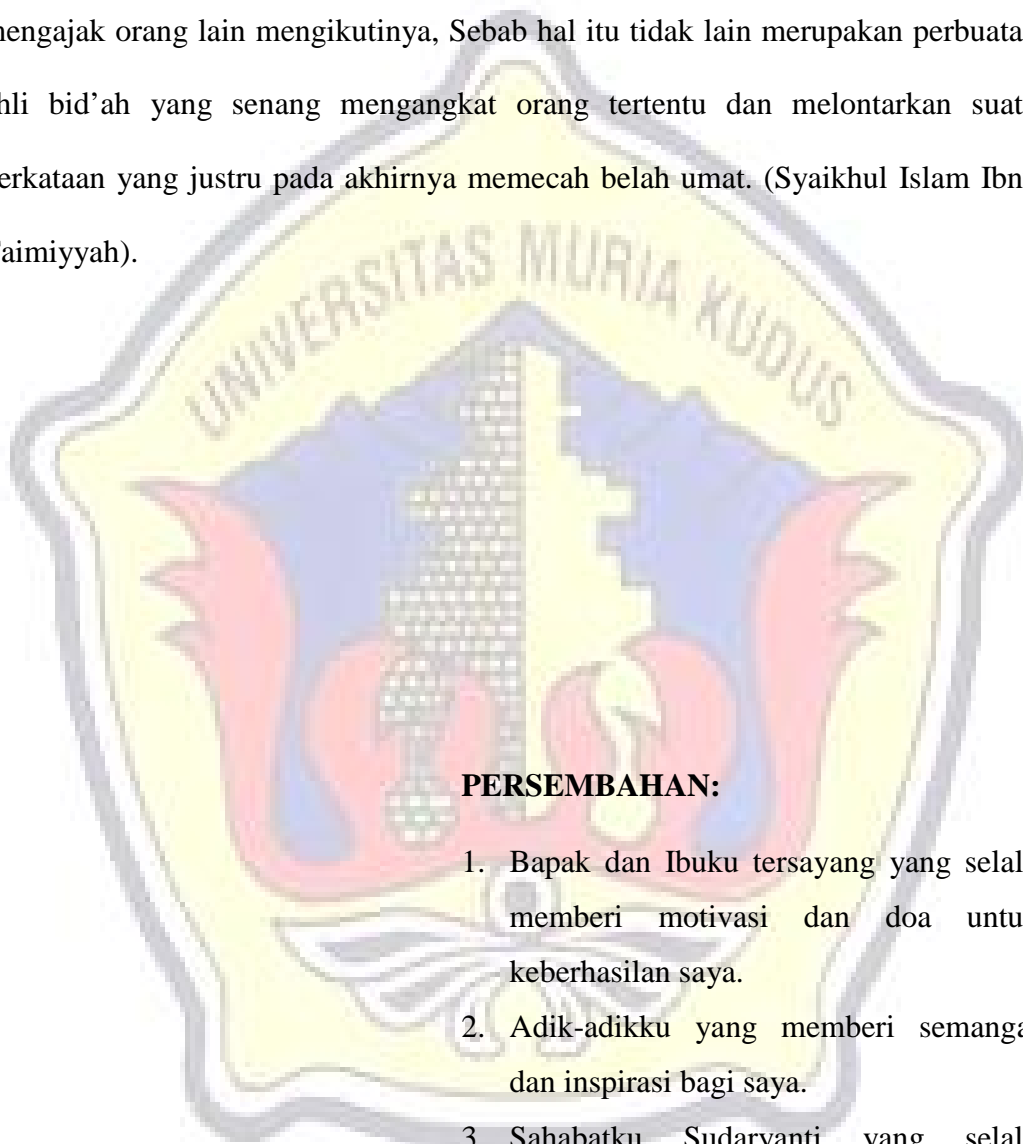 mengajak orang lain mengikutinya, Sebab hal itu tidak lain merupakan perbuata
hli bid’ah yang senang mengangkat orang tertentu dan melontarkan suat
erkataan yang justru pada akhirnya memecah belah umat. (Syaikhul Islam Ibn
aimiyyah).
UNIVERSITAS MURIA KUDUS
PERSEMBAHAN:
1. Bapak dan Ibuku tersayang yang selal
memberi motivasi dan doa untu
keberhasilan saya.
2. Adik-adikku yang memberi semanga
dan inspirasi bagi saya.
3. Sahabatku Sudaryanti yang selal